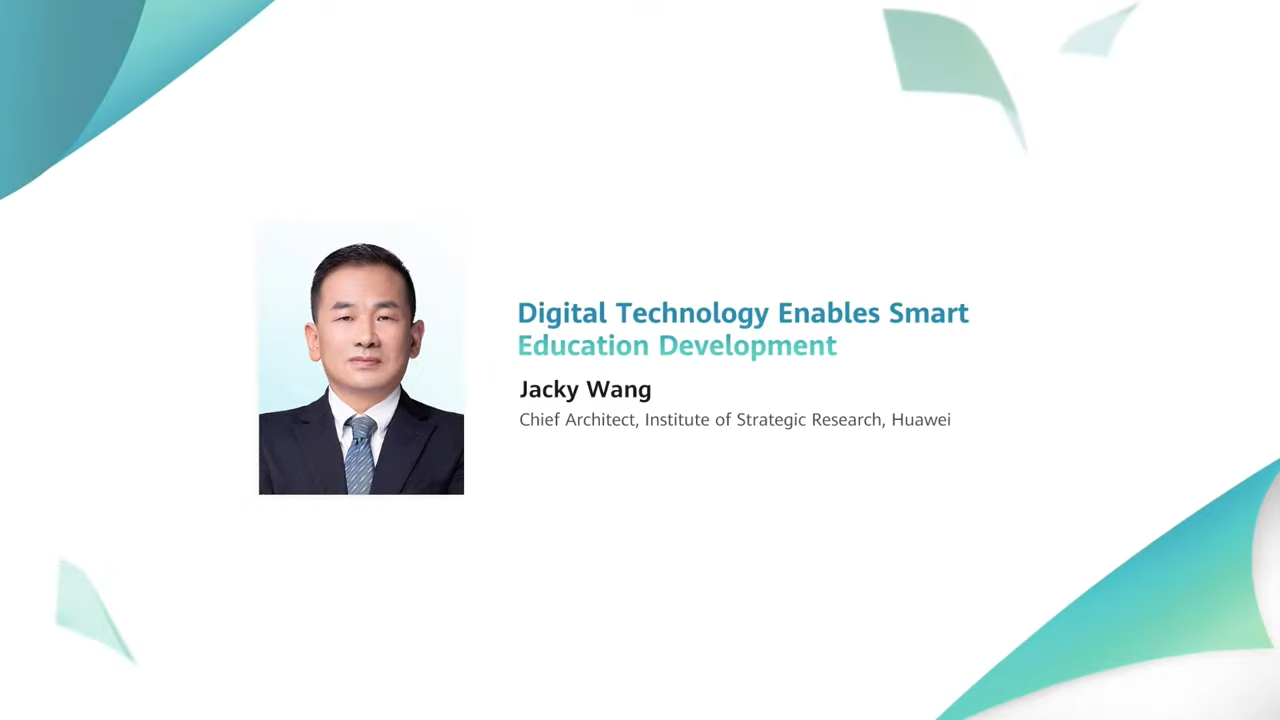 Digital Technology Enables Smart
Education Development
Jacky Wang
Chief Architect, Institute of Strategic Research, Huawei